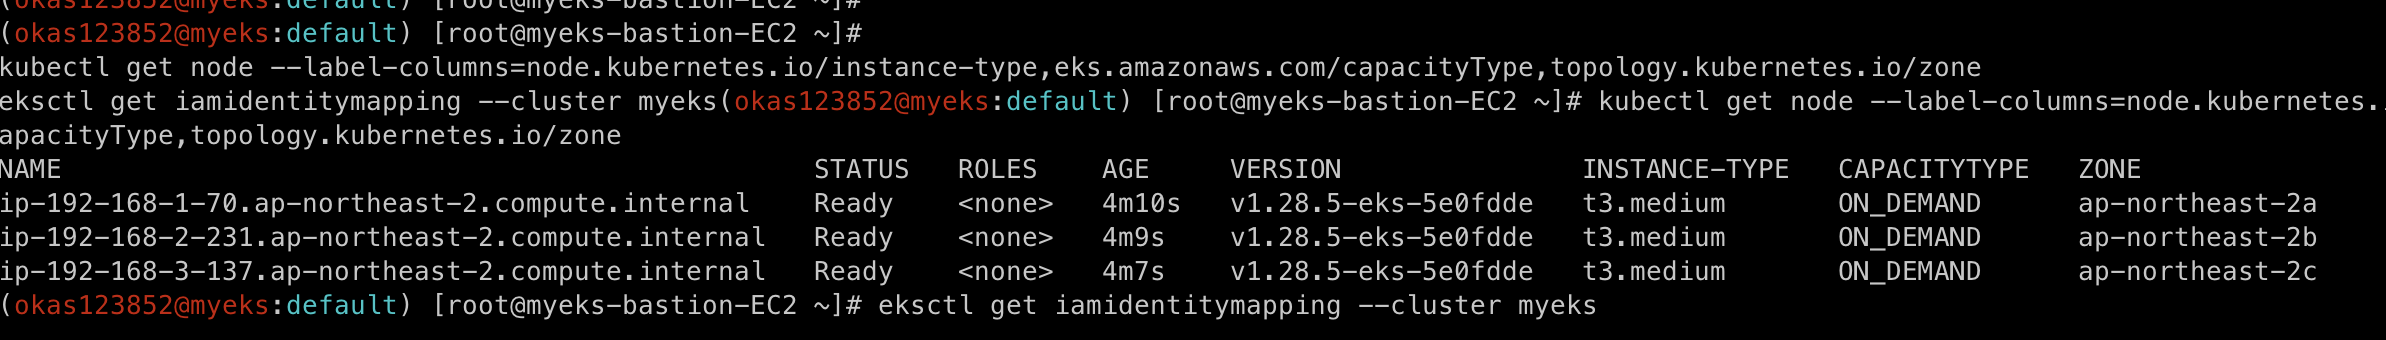 (okas123852@myeks:default) [root@myeks-bastion-EC2 ~]#
(okas123852@myeks:default) [root@myeks-bastion-EC2 ~]#
kubectl get node --label-columns=node.kubernetes.io/instance-type,eks.amazonaws.com/capacityType,topology.kubernetes.io/zone
eksctl get iamidentitymapping --cluster myeks(okas123852@myeks:default) [root@myeks-bastion-EC2 ~]# kubectl get node --label-columns=node.kubernetes.
apacityType,topology.kubernetes.io/zone
NAME STATUS ROLES AGE VERSION INSTANCE-TYPE CAPACITYTYPE ZONE
ip-192-168-1-70.ap-northeast-2.compute.internal Ready <none> 4m10s v1.28.5-eks-5e0fdde t3.medium ON_DEMAND ap-northeast-2a
ip-192-168-2-231.ap-northeast-2.compute.internal Ready <none> 4m9s v1.28.5-eks-5e0fdde t3.medium ON_DEMAND ap-northeast-2b
ip-192-168-3-137.ap-northeast-2.compute.internal Ready <none> 4m7s v1.28.5-eks-5e0fdde t3.medium ON_DEMAND ap-northeast-2c
(okas123852@myeks:default) [root@myeks-bastion-EC2 ~]# eksctl get iamidentitymapping --cluster myeks